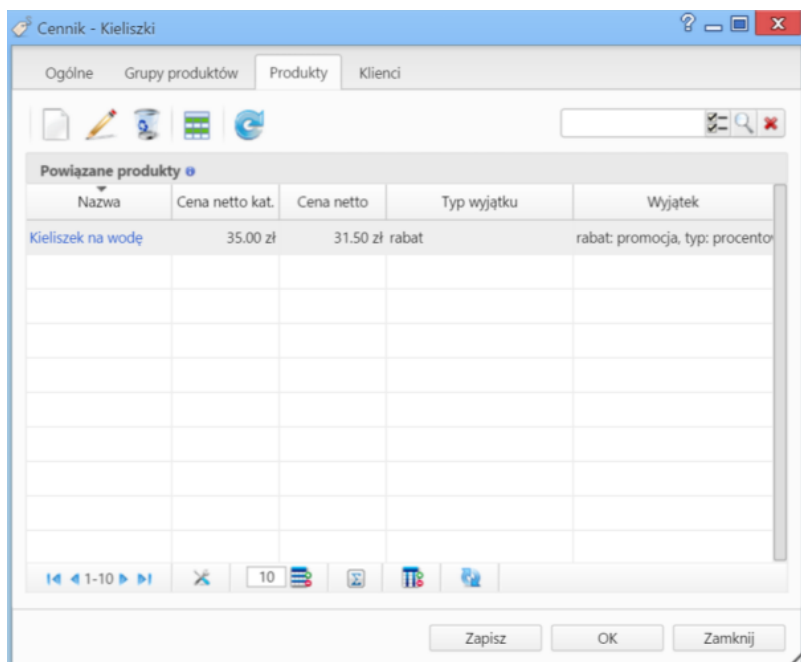 Cennik - Kieliszki
Ogólne Grupy produktów Produkty Klienci
Powiązane produkty
Nazwa Cena netto kat. Cena netto Typ wyjątku Wyjątek
Kieliszek na wodę 35.00 zł 31.50 zł rabat rabat: promocja, typ: procentow
1-10 10
Zapisz OK Zamknij